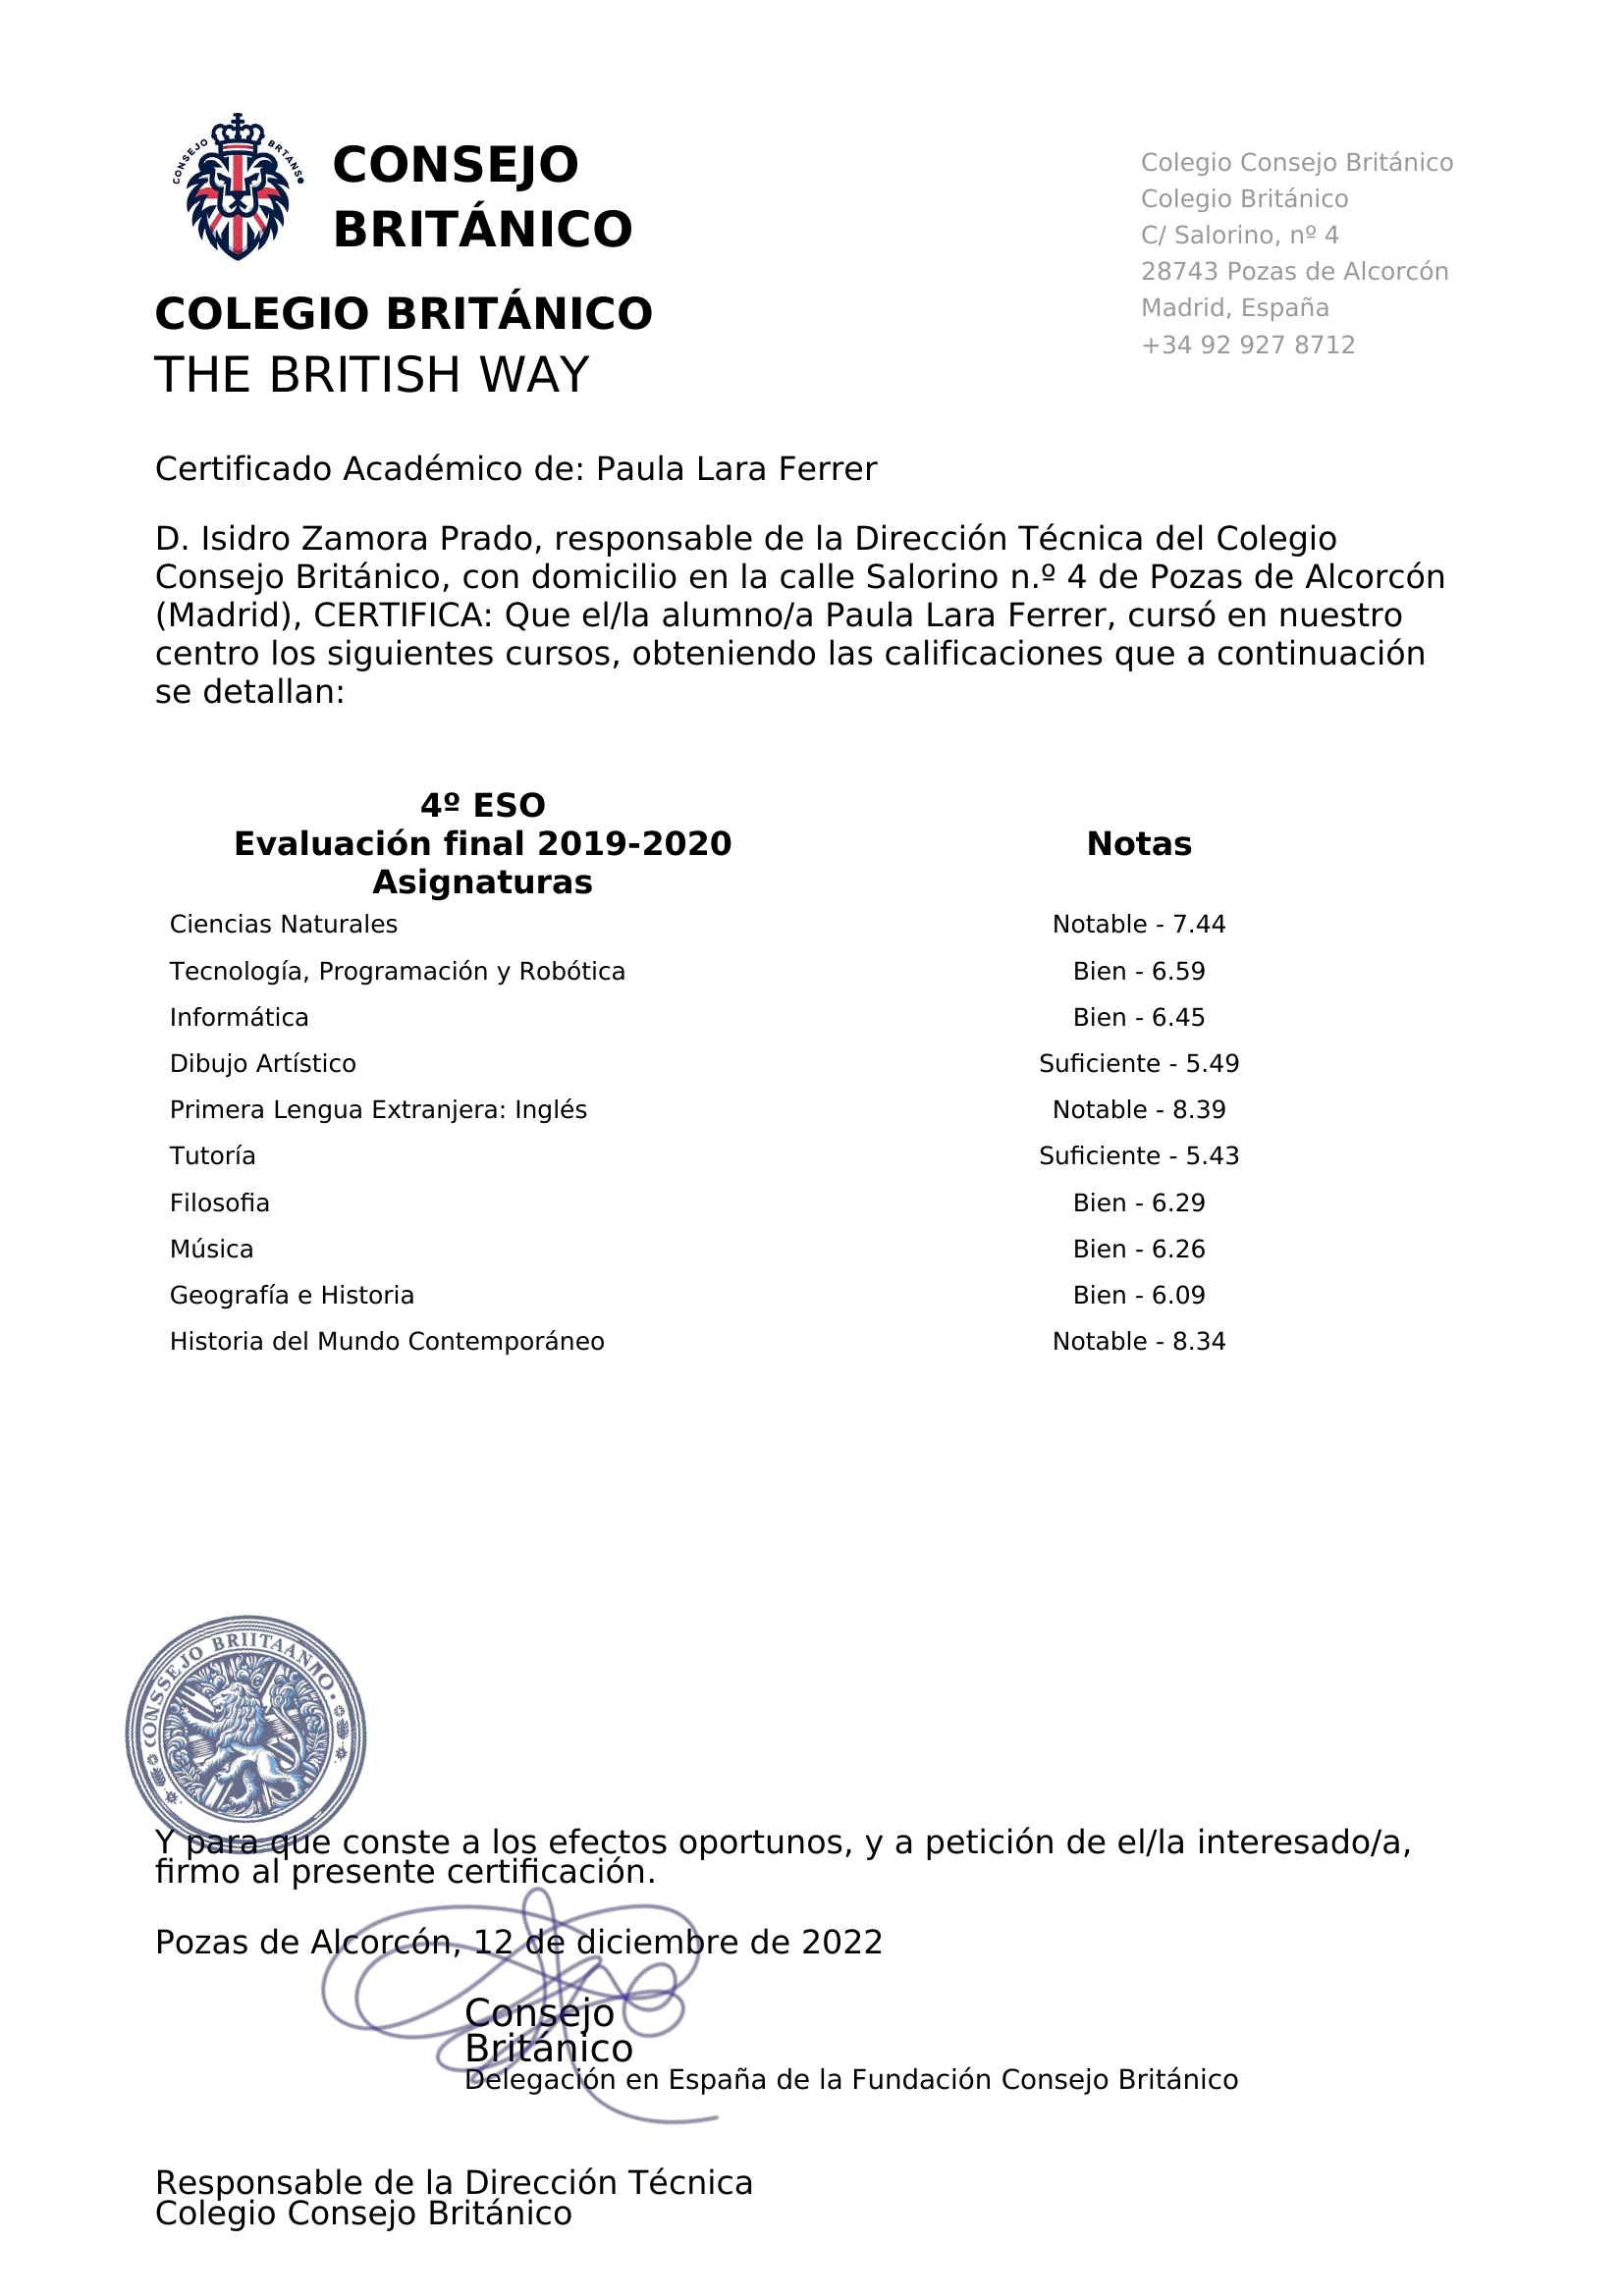 CONSEJO BRTANS
CONSEJO
BRITÁNICO
COLEGIO BRITÁNICO
THE BRITISH WAY
Colegio Consejo Británico
Colegio Británico
C/ Salorino, nº 4
28743 Pozas de Alcorcón
Madrid, España
+34 92 927 8712
Certificado Académico de: Paula Lara Ferrer
D. Isidro Zamora Prado, responsable de la Dirección Técnica del Colegio
Consejo Británico, con domicilio en la calle Salorino n.º 4 de Pozas de Alcorcón
(Madrid), CERTIFICA: Que el/la alumno/a Paula Lara Ferrer, cursó en nuestro
centro los siguientes cursos, obteniendo las calificaciones que a continuación
se detallan:
4º ESO
Evaluación final 2019-2020 Notas
Asignaturas
Ciencias Naturales Notable - 7.44
Tecnología, Programación y Robótica Bien - 6.59
Informática Bien - 6.45
Dibujo Artístico Suficiente - 5.49
Primera Lengua Extranjera: Inglés Notable - 8.39
Tutoría Suficiente - 5.43
Filosofia Bien - 6.29
Música Bien - 6.26
Geografía e Historia Bien - 6.09
Historia del Mundo Contemporáneo Notable - 8.34
CONSSEJO BRIITAANIO
Y para que conste a los efectos oportunos, y a petición de el/la interesado/a,
firmo al presente certificación.
Pozas de Alcorcón, 12 de diciembre de 2022
Consejo
Británico
Delegación en España de la Fundación Consejo Británico
Responsable de la Dirección Técnica
Colegio Consejo Británico